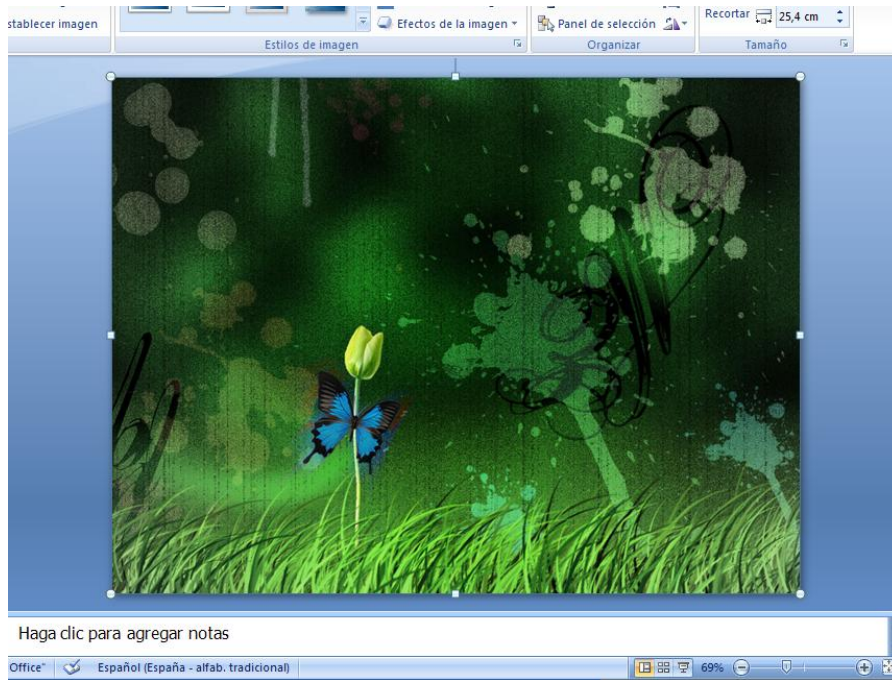 stablecer imagen
Efectos de la imagen
Panel de selección
Recortar
25,4 cm
Estilos de imagen
Organizar
Tamaño
Haga clic para agregar notas
Office"
Español (España - alfab. tradicional)
69%